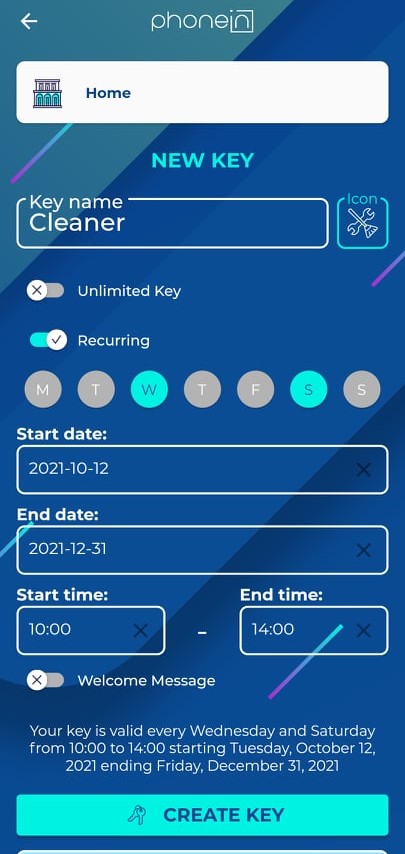 phonein
Home
NEW KEY
Key name
Icon
Cleaner
Unlimited Key
Recurring
M T W T F S S
Start date:
2021-10-12
End date:
2021-12-31
Start time: End time:
10:00 - 14:00
Welcome Message
Your key is valid every Wednesday and Saturday
from 10:00 to 14:00 starting Tuesday, October 12,
2021 ending Friday, December 31, 2021
CREATE KEY